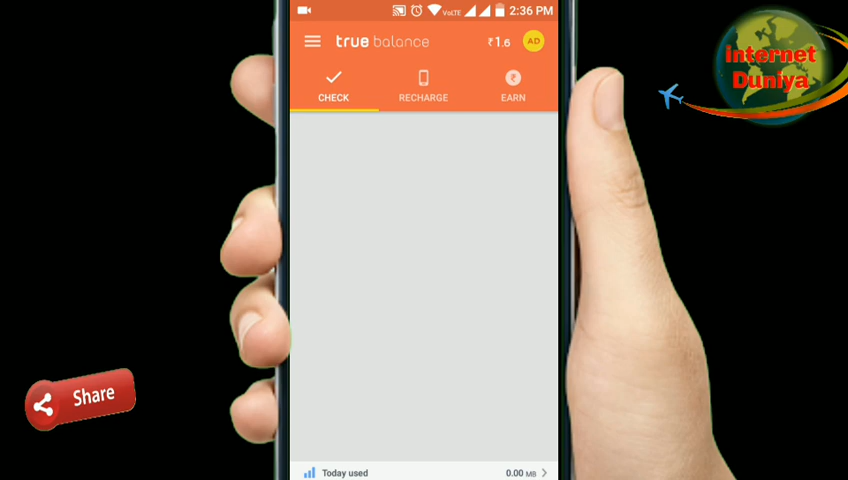 VoLTE 2:36 PM
true balance ₹1.6 AD
CHECK RECHARGE EARN
Today used 0.00 MB
Internet
Duniya
Share